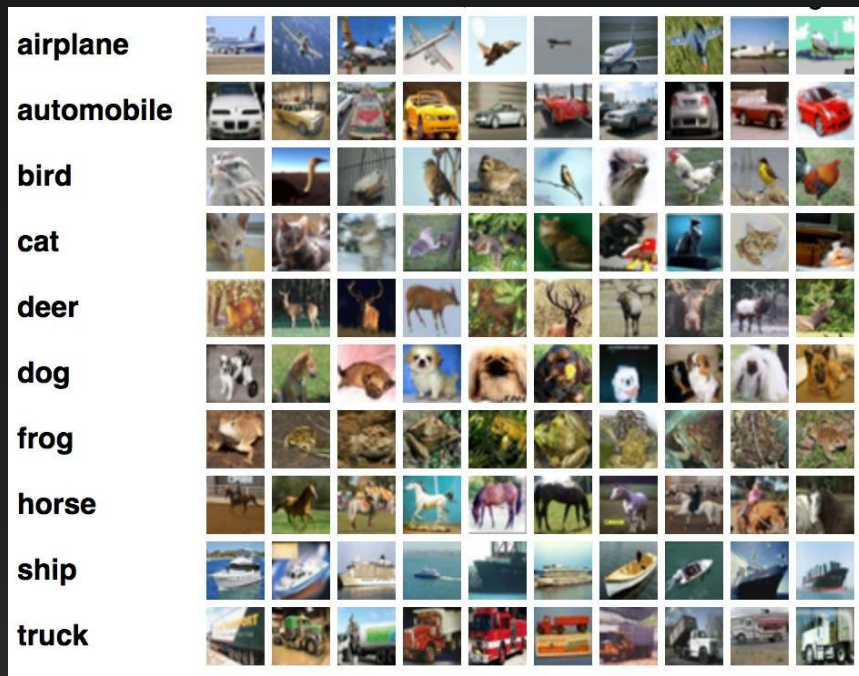 airplane
automobile
bird
cat
deer
dog
frog
horse
ship
truck